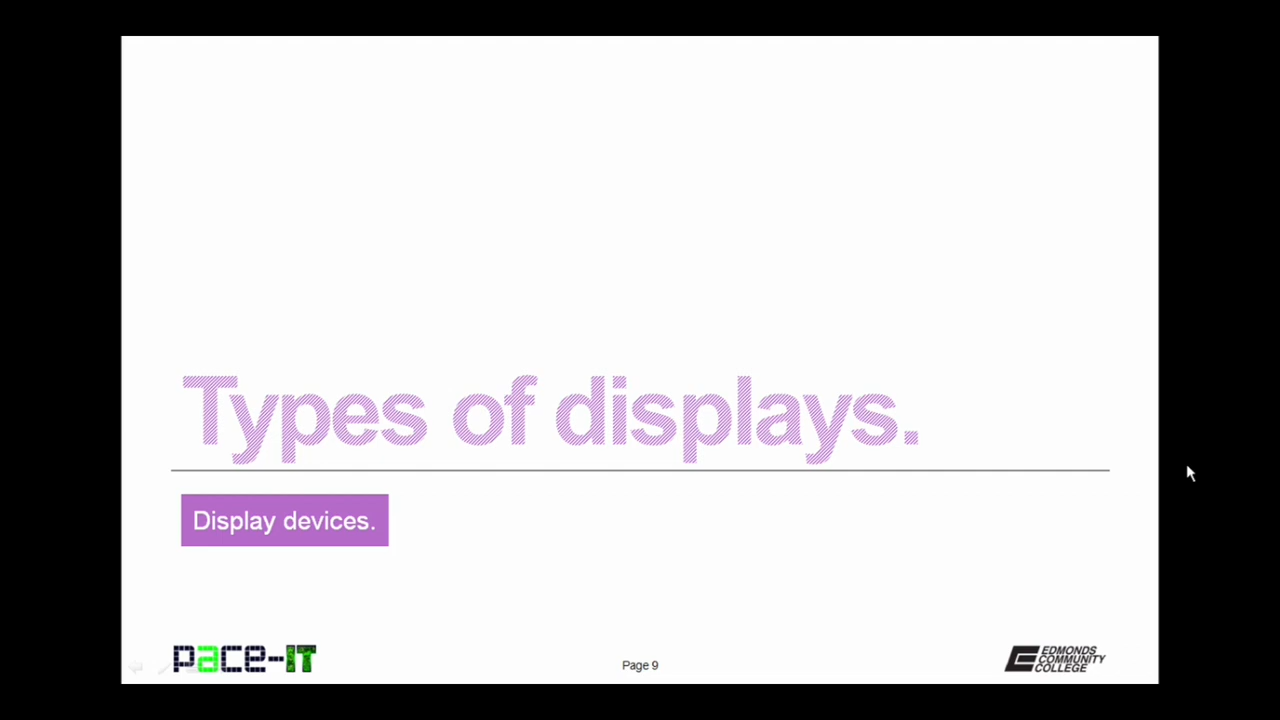 Types of displays.
Display devices.
pace-IT
Page 9
EDMONDS
COMMUNITY
COLLEGE